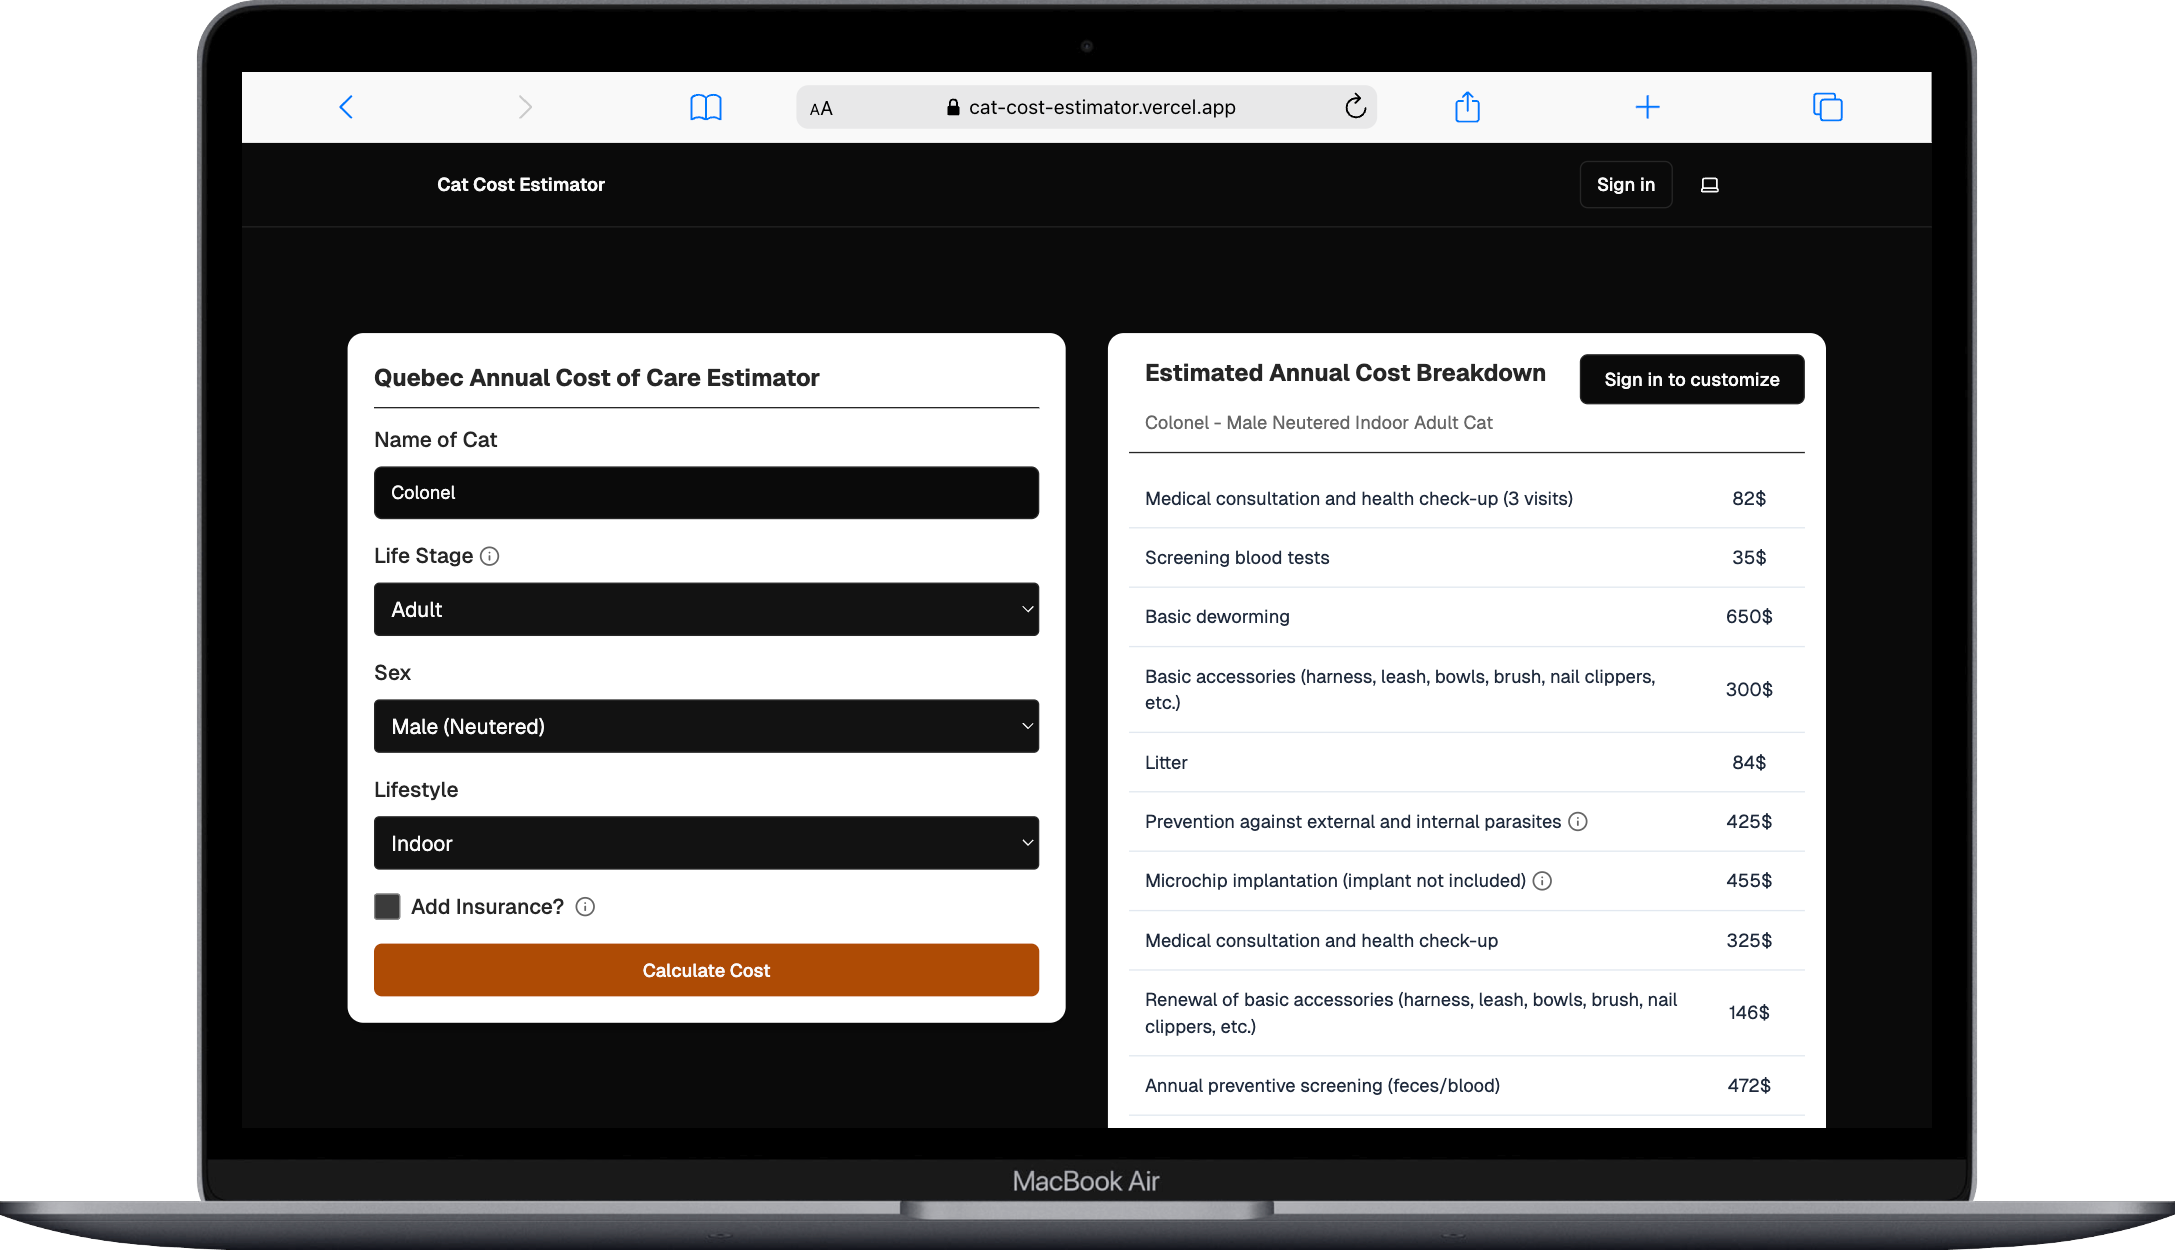 AA cat-cost-estimator.vercel.app
Cat Cost Estimator
Sign in
Quebec Annual Cost of Care Estimator
Name of Cat
Colonel
Life Stage
Adult
Sex
Male (Neutered)
Lifestyle
Indoor
Add Insurance?
Calculate Cost
Estimated Annual Cost Breakdown
Sign in to customize
Colonel - Male Neutered Indoor Adult Cat
Medical consultation and health check-up (3 visits) 82$
Screening blood tests 35$
Basic deworming 650$
Basic accessories (harness, leash, bowls, brush, nail clippers,
etc.) 300$
Litter 84$
Prevention against external and internal parasites 425$
Microchip implantation (implant not included) 455$
Medical consultation and health check-up 325$
Renewal of basic accessories (harness, leash, bowls, brush, nail
clippers, etc.) 146$
Annual preventive screening (feces/blood) 472$
MacBook Air